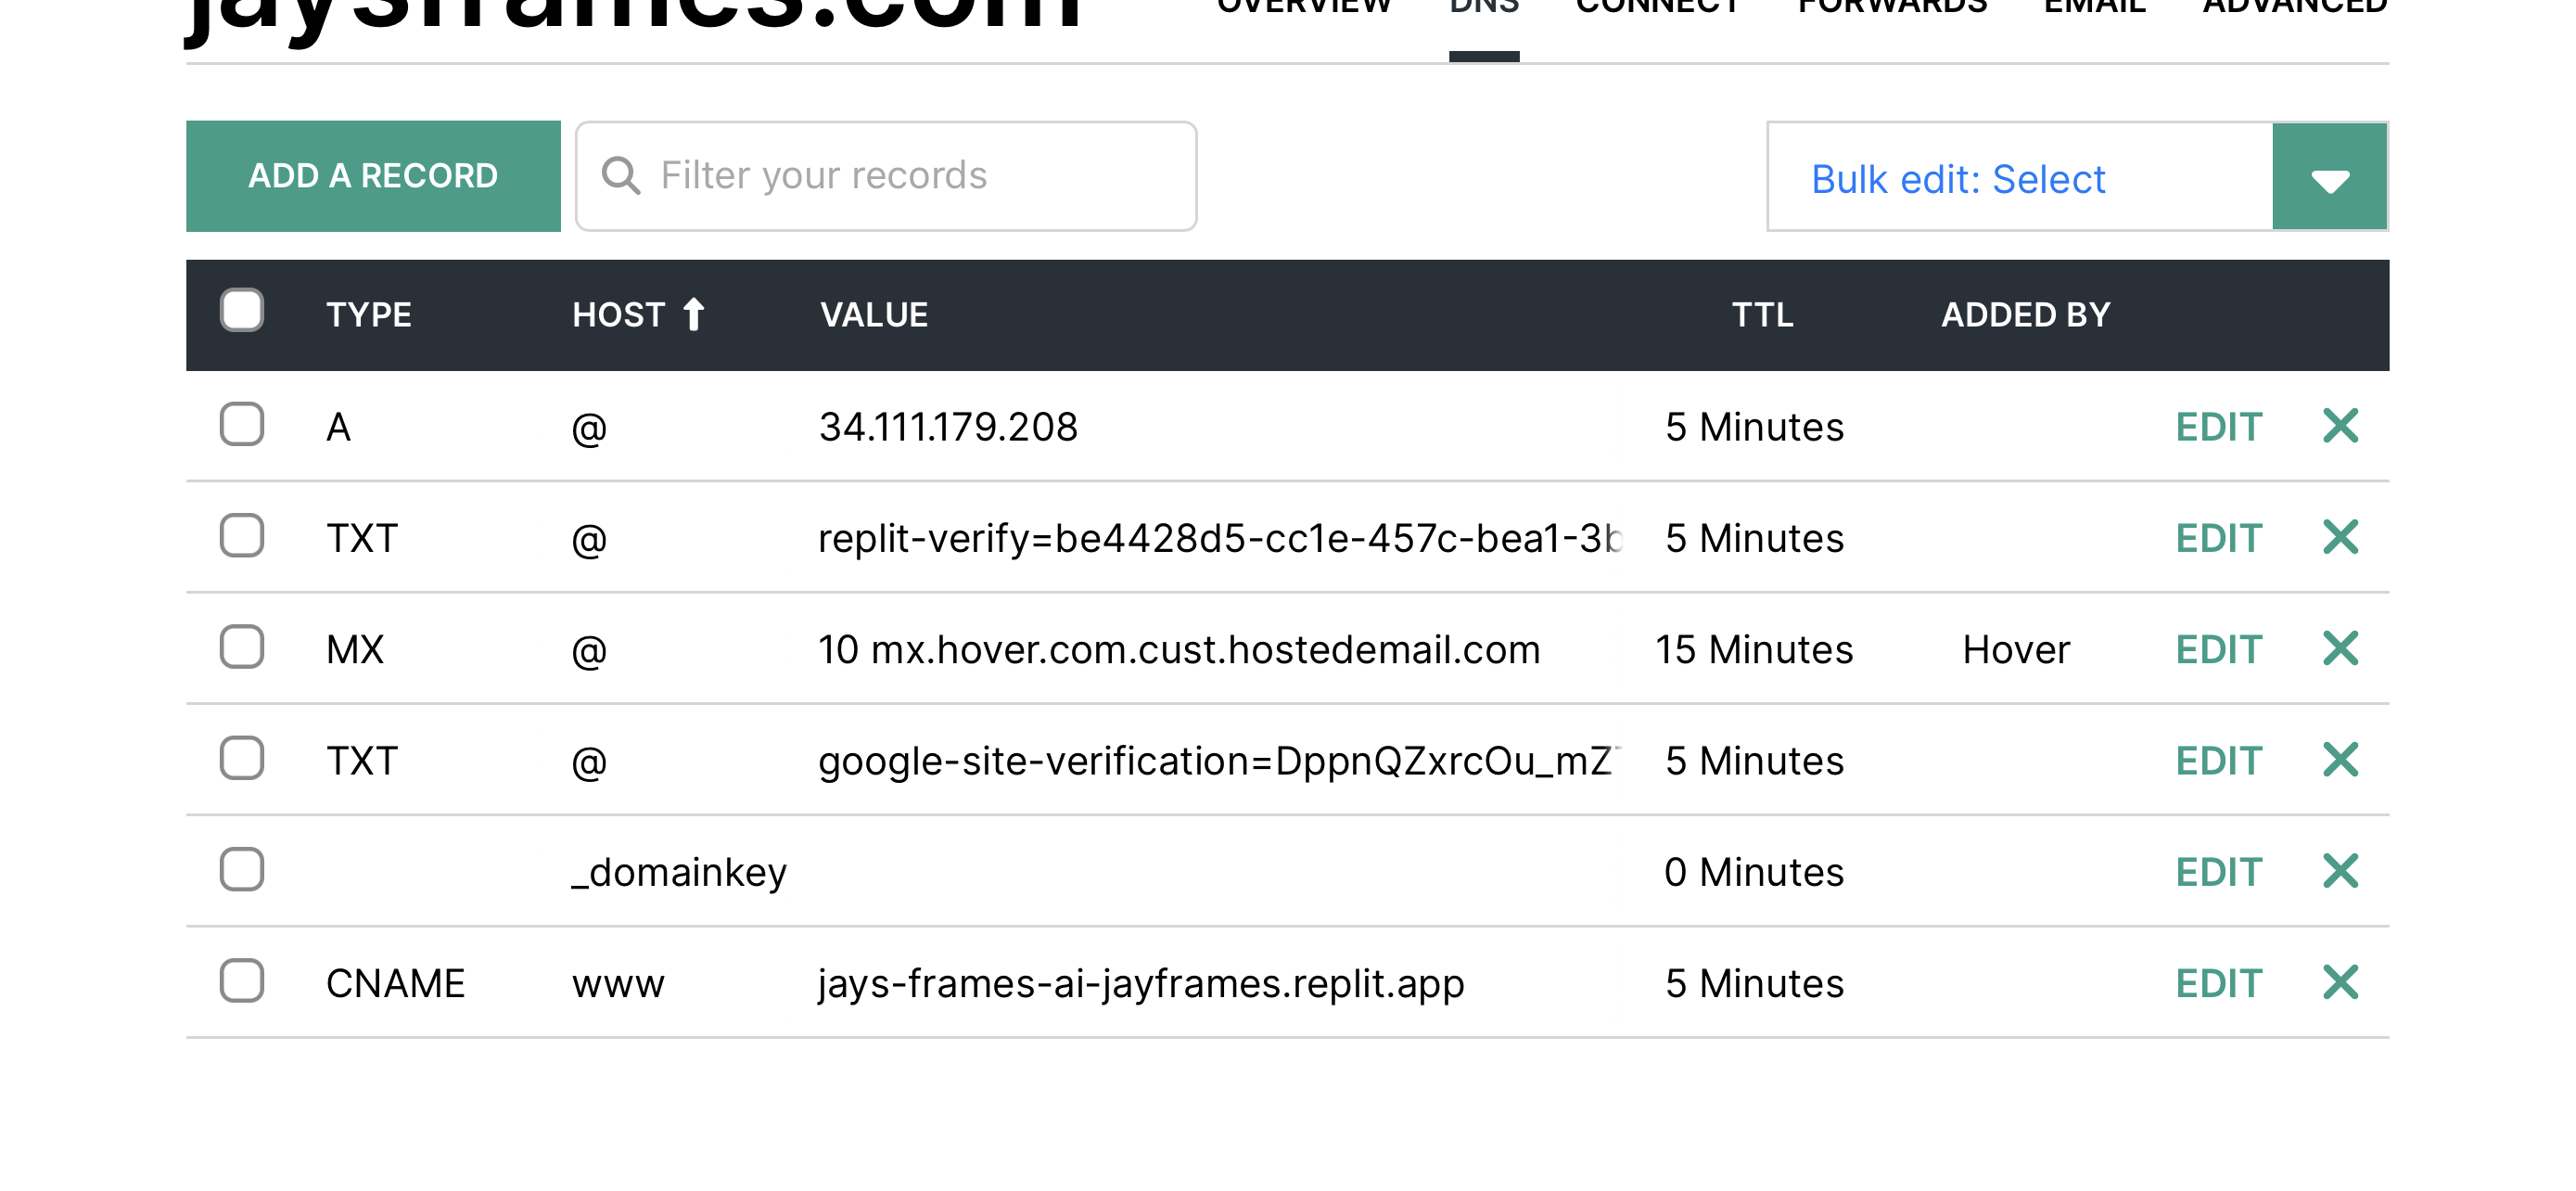 jaysframes.com
OVERVIEW DNS CONNECT FORWARDS EMAIL ADVANCED
ADD A RECORD Filter your records Bulk edit: Select
TYPE HOST VALUE TTL ADDED BY
A @ 34.111.179.208 5 Minutes EDIT
TXT @ replit-verify=be4428d5-cc1e-457c-bea1-3b 5 Minutes EDIT
MX @ 10 mx.hover.com.cust.hostedemail.com 15 Minutes Hover EDIT
TXT @ google-site-verification=DppnQZxrcOu_mZ 5 Minutes EDIT
_domainkey 0 Minutes EDIT
CNAME www jays-frames-ai-jayframes.replit.app 5 Minutes EDIT